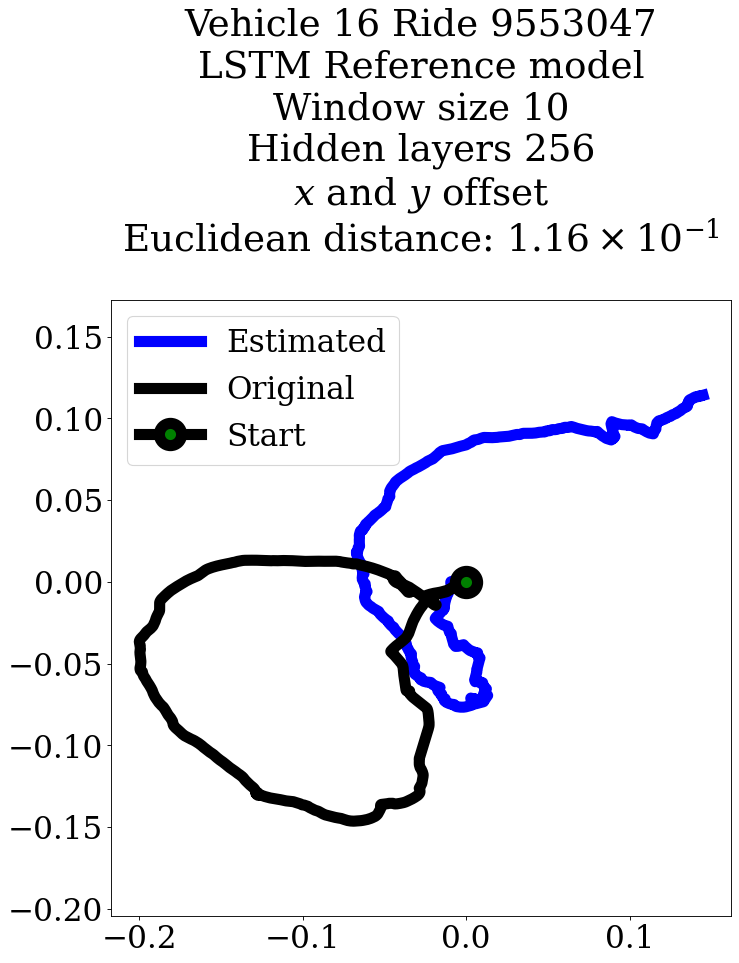 Vehicle 16 Ride 9553047
LSTM Reference model
Window size 10
Hidden layers 256
x and y offset
Euclidean distance: 1.16 × 10⁻¹
Estimated
Original
Start
0.15
0.10
0.05
0.00
−0.05
−0.10
−0.15
−0.20
−0.2 −0.1 0.0 0.1